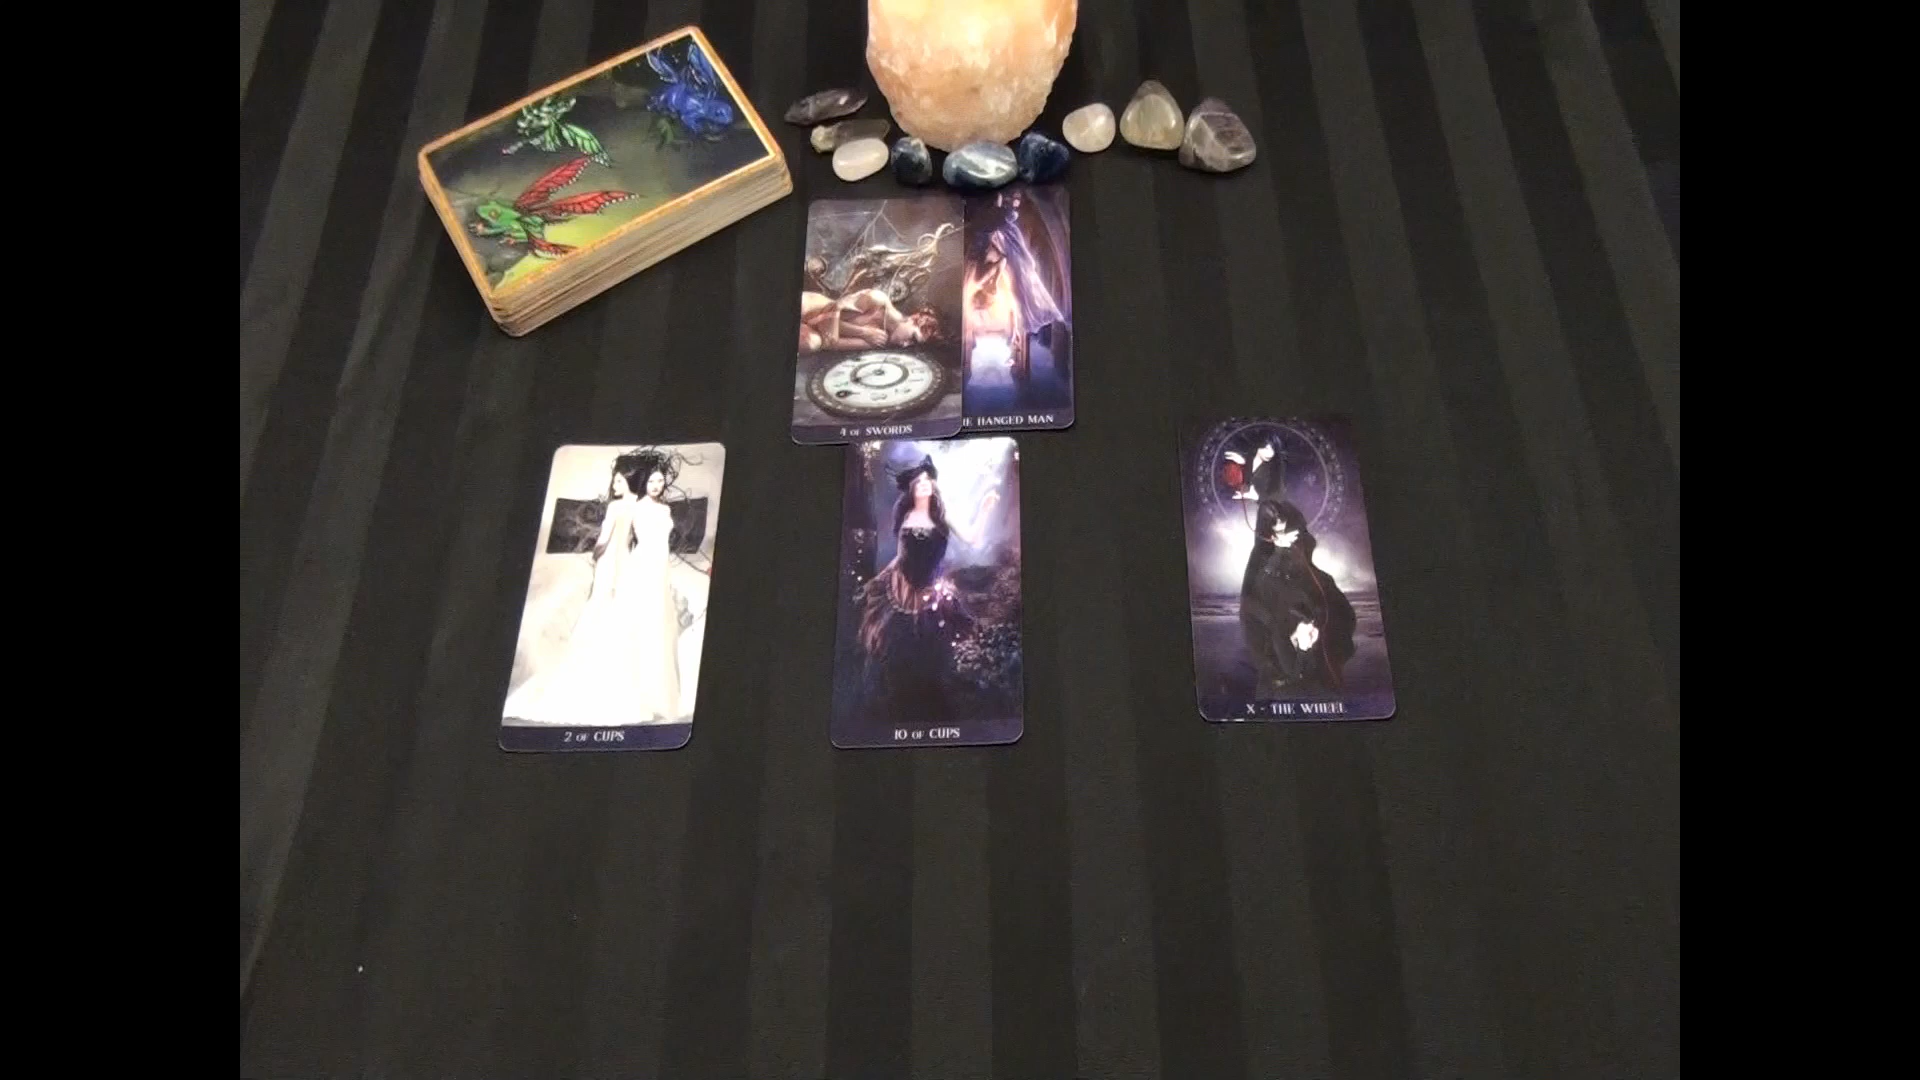 4 OF SWORDS
HE HANGED MAN
2 OF CUPS
10 OF CUPS
X - THE WHEEL